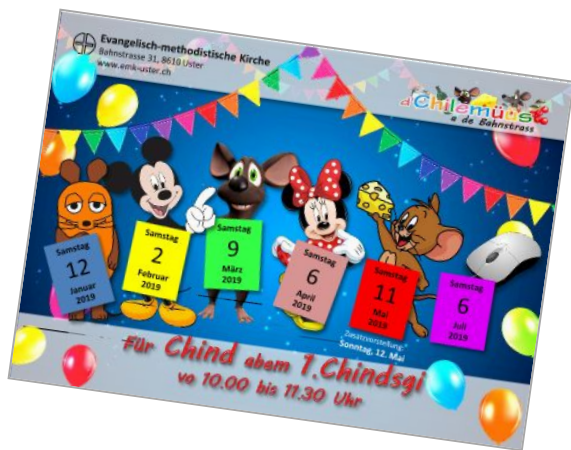 Evangelisch-methodistische Kirche
Bahnstrasse 31, 8610 Uster
www.emk-uster.ch
d'Chilemüüs
a de Bahnstrass
Samstag
12
Januar
2019
Samstag
2
Februar
2019
Samstag
9
März
2019
Samstag
6
April
2019
Samstag
11
Mai
2019
Samstag
6
Juli
2019
Zusatzvorstellung:
Sonntag, 12. Mai
Für Chind abem 1.Chindsgi
vo 10.00 bis 11.30 Uhr